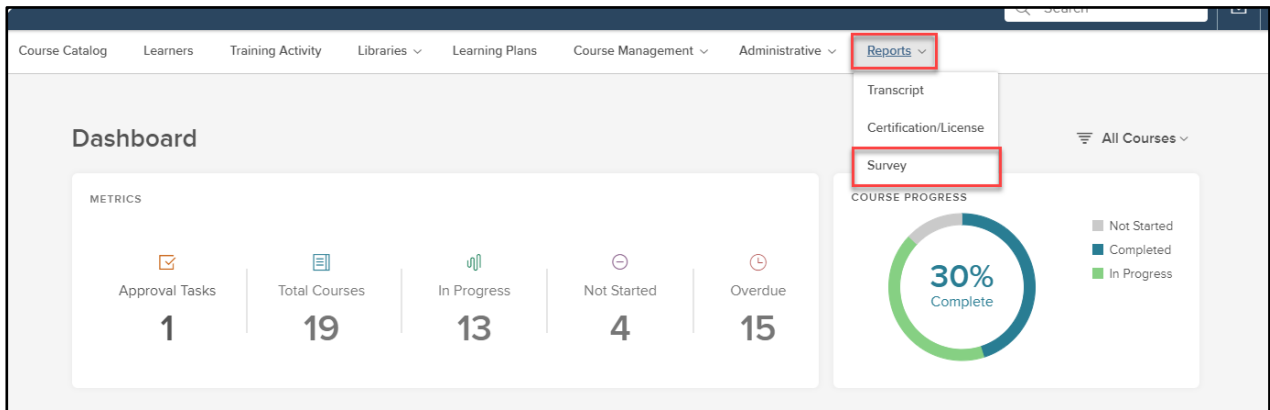 Search
Course Catalog Learners Training Activity Libraries Learning Plans Course Management Administrative Reports
Transcript
Certification/License
Survey
Dashboard
All Courses
METRICS
Approval Tasks
1
Total Courses
19
In Progress
13
Not Started
4
Overdue
15
COURSE PROGRESS
30%
Complete
Not Started
Completed
In Progress